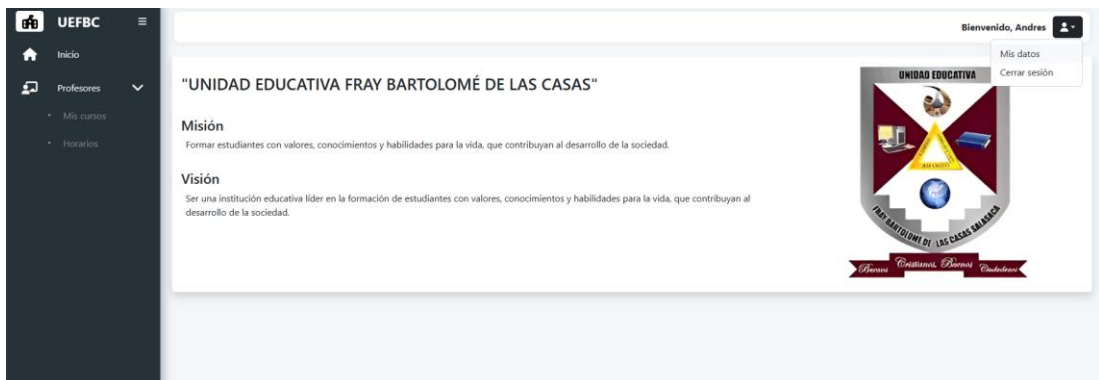 UEFBC
Bienvenido, Andres
Inicio
Mis datos
Cerrar sesión
Profesores
Mis cursos
Horarios
"UNIDAD EDUCATIVA FRAY BARTOLOMÉ DE LAS CASAS"
Misión
Formar estudiantes con valores, conocimientos y habilidades para la vida, que contribuyan al desarrollo de la sociedad.
Visión
Ser una institución educativa líder en la formación de estudiantes con valores, conocimientos y habilidades para la vida, que contribuyan al
desarrollo de la sociedad.
UNIDAD EDUCATIVA
FRAY BARTOLOME DE LAS CASAS SALASACA
Buenos Cristianos, Buenos Ciudadanos